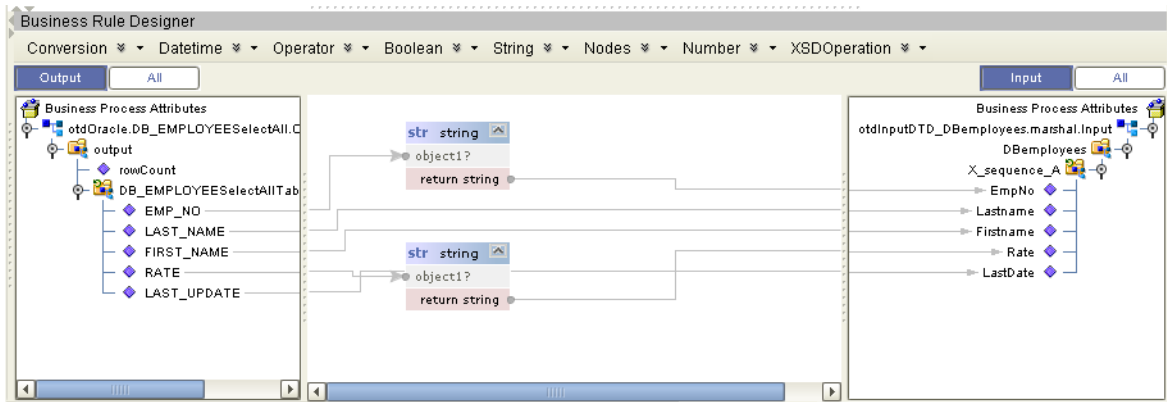 Business Rule Designer
Conversion Datetime Operator Boolean String Nodes Number XSDOperation
Output All Input All
Business Process Attributes
otdOracle.DB_EMPLOYEESelectAll.
output
rowCount
DB_EMPLOYEESelectAllTab
EMP_NO
LAST_NAME
FIRST_NAME
RATE
LAST_UPDATE
str string
object1?
return string
str string
object1?
return string
Business Process Attributes
otdInputDTD_DBemployees.marshal.Input
DBemployees
X_sequence_A
EmpNo
Lastname
Firstname
Rate
LastDate